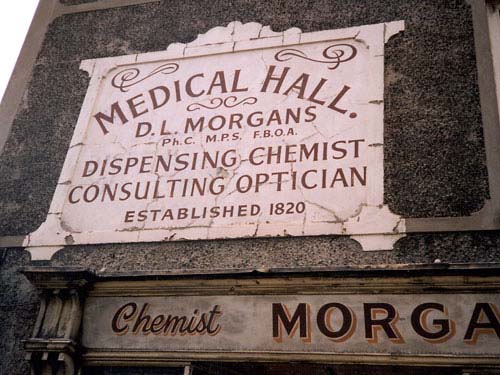 MEDICAL HALL.
D.L. MORGANS
Ph.C. M.P.S. F.B.O.A.
DISPENSING CHEMIST
CONSULTING OPTICIAN
ESTABLISHED 1820
Chemist MORGA